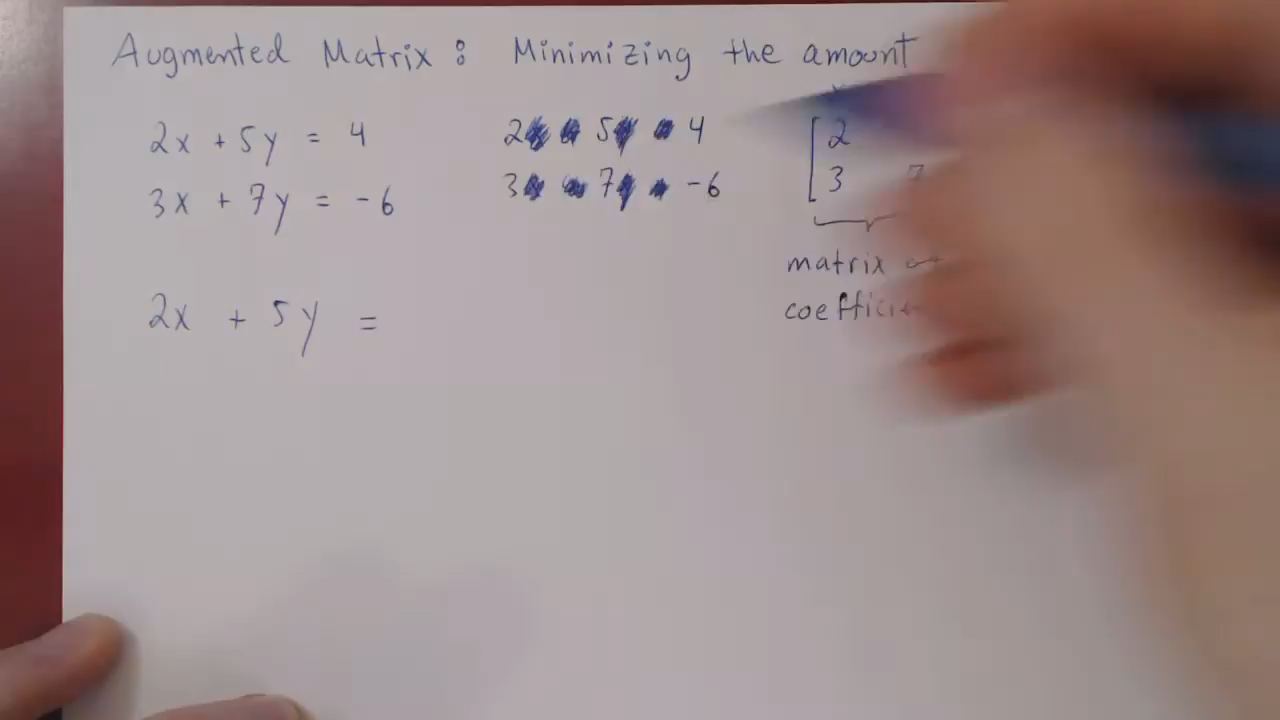 Augmented Matrix : Minimizing the amount
2x + 5y = 4
3x + 7y = -6
2 5 4
3 7 -6
2
3 7
matrix
2x + 5y =